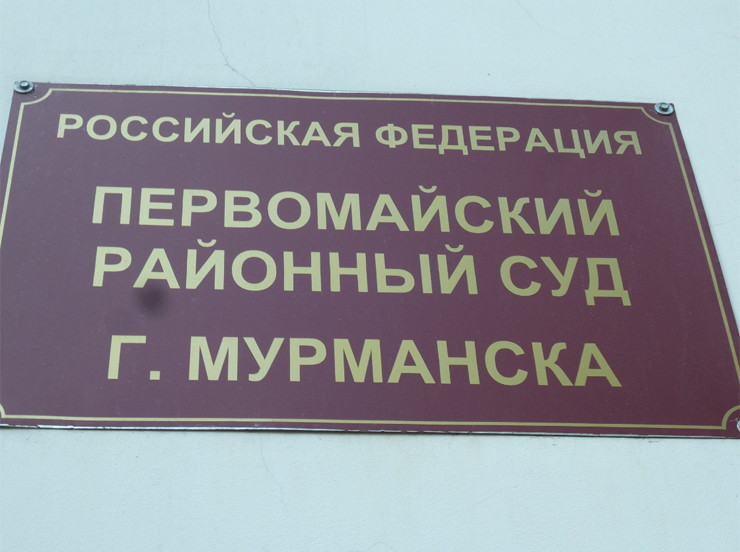 РОССИЙСКАЯ ФЕДЕРАЦИЯ
ПЕРВОМАЙСКИЙ
РАЙОННЫЙ СУД
Г. МУРМАНСКА